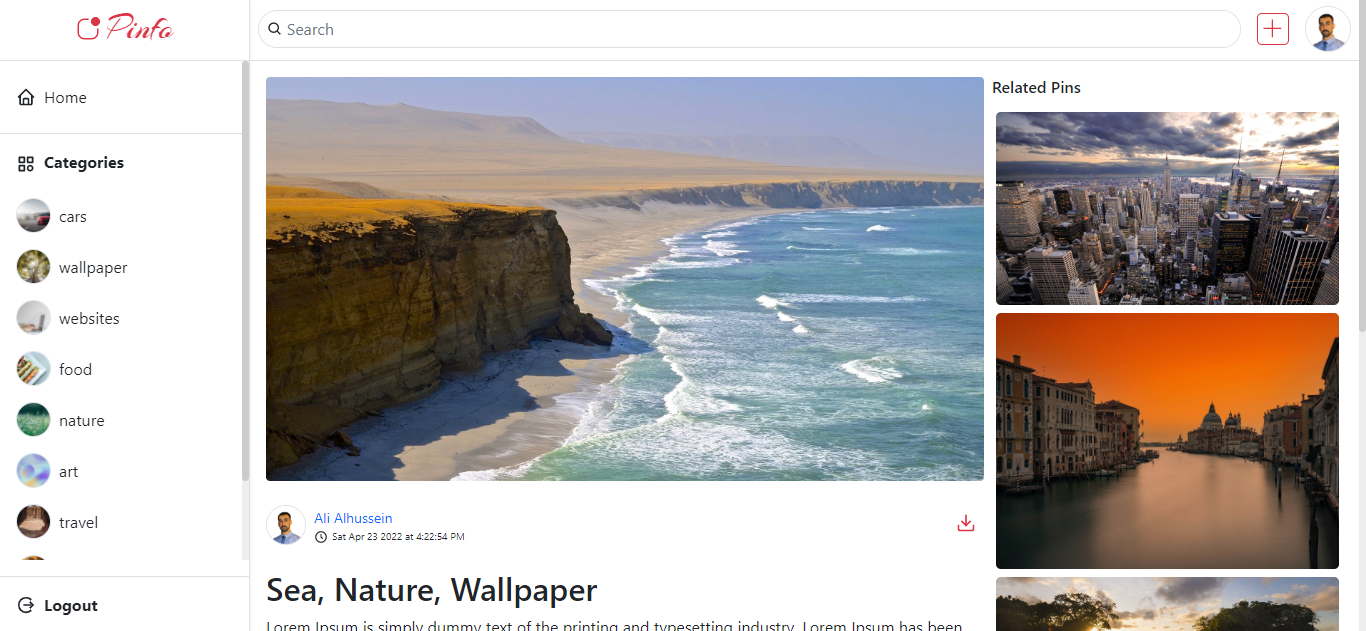 Pinfo
Search
Home
Categories
cars
wallpaper
websites
food
nature
art
travel
Logout
Ali Alhussein
Sat Apr 23 2022 at 4:22:54 PM
Sea, Nature, Wallpaper
Lorem Ipsum is simply dummy text of the printing and typesetting industry. Lorem Ipsum has been
Related Pins